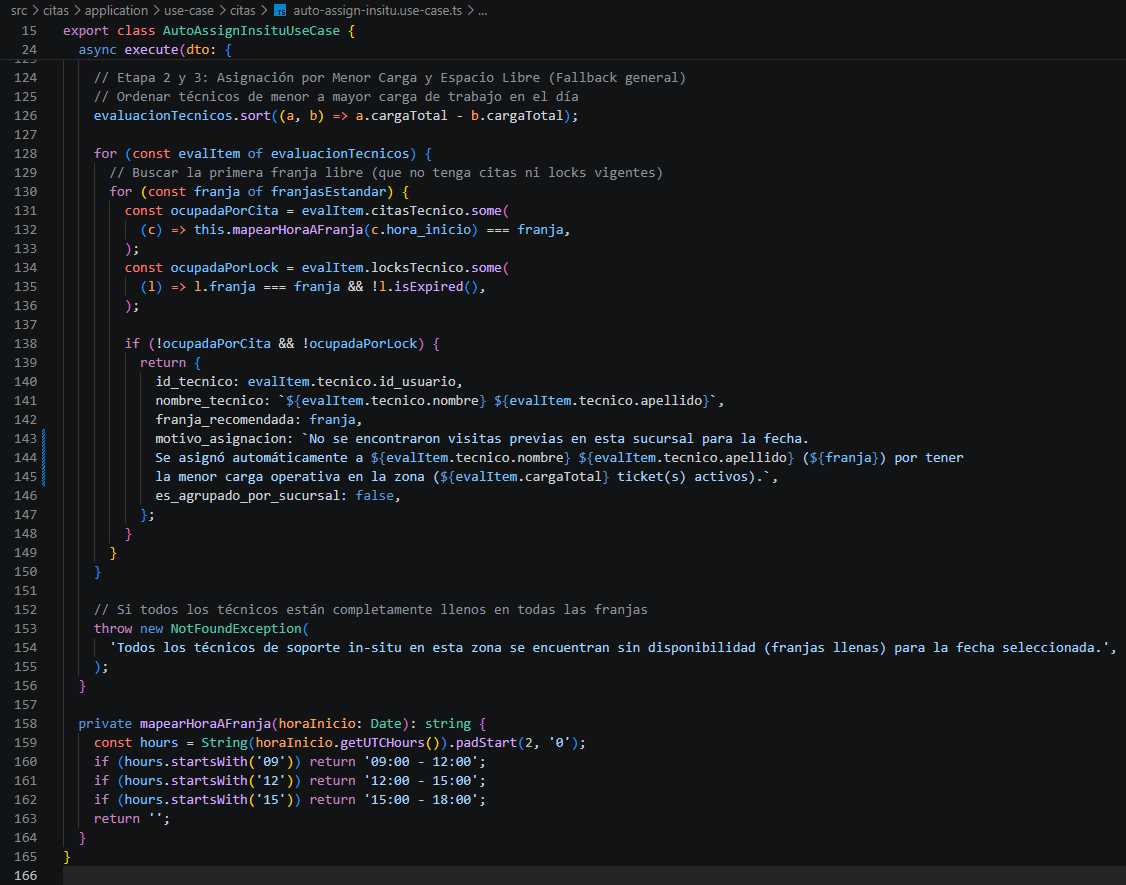 src > citas > application > use-case > citas > TS auto-assign-insitu.use-case.ts > ...
15 export class AutoAssignInsituUseCase {
24 async execute(dto: {
124 // Etapa 2 y 3: Asignación por Menor Carga y Espacio Libre (Fallback general)
125 // Ordenar técnicos de menor a mayor carga de trabajo en el día
126 evaluacionTecnicos.sort((a, b) => a.cargaTotal - b.cargaTotal);
127
128 for (const evalItem of evaluacionTecnicos) {
129 // Buscar la primera franja libre (que no tenga citas ni locks vigentes)
130 for (const franja of franjasEstandar) {
131 const ocupadaPorCita = evalItem.citasTecnico.some(
132 (c) => this.mapearHoraAFranja(c.hora_inicio) === franja,
133 );
134 const ocupadaPorLock = evalItem.locksTecnico.some(
135 (l) => l.franja === franja && !l.isExpired(),
136 );
137
138 if (!ocupadaPorCita && !ocupadaPorLock) {
139 return {
140 id_tecnico: evalItem.tecnico.id_usuario,
141 nombre_tecnico: `${evalItem.tecnico.nombre} ${evalItem.tecnico.apellido}`,
142 franja_recomendada: franja,
143 motivo_asignacion: `No se encontraron visitas previas en esta sucursal para la fecha.
144 Se asignó automáticamente a ${evalItem.tecnico.nombre} ${evalItem.tecnico.apellido} (${franja}) por tener
145 la menor carga operativa en la zona (${evalItem.cargaTotal} ticket(s) activos).`,
146 es_agrupado_por_sucursal: false,
147 };
148 }
149 }
150 }
151
152 // Si todos los técnicos están completamente llenos en todas las franjas
153 throw new NotFoundException(
154 'Todos los técnicos de soporte in-situ en esta zona se encuentran sin disponibilidad (franjas llenas) para la fecha seleccionada.',
155 );
156 }
157
158 private mapearHoraAFranja(horaInicio: Date): string {
159 const hours = String(horaInicio.getUTCHours()).padStart(2, '0');
160 if (hours.startsWith('09')) return '09:00 - 12:00';
161 if (hours.startsWith('12')) return '12:00 - 15:00';
162 if (hours.startsWith('15')) return '15:00 - 18:00';
163 return '';
164 }
165 }
166